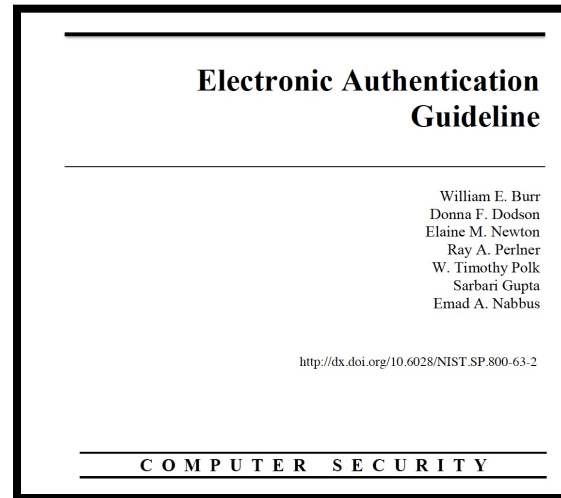 Electronic Authentication
Guideline
William E. Burr
Donna F. Dodson
Elaine M. Newton
Ray A. Perlner
W. Timothy Polk
Sarbari Gupta
Emad A. Nabbus
http://dx.doi.org/10.6028/NIST.SP.800-63-2
COMPUTER SECURITY